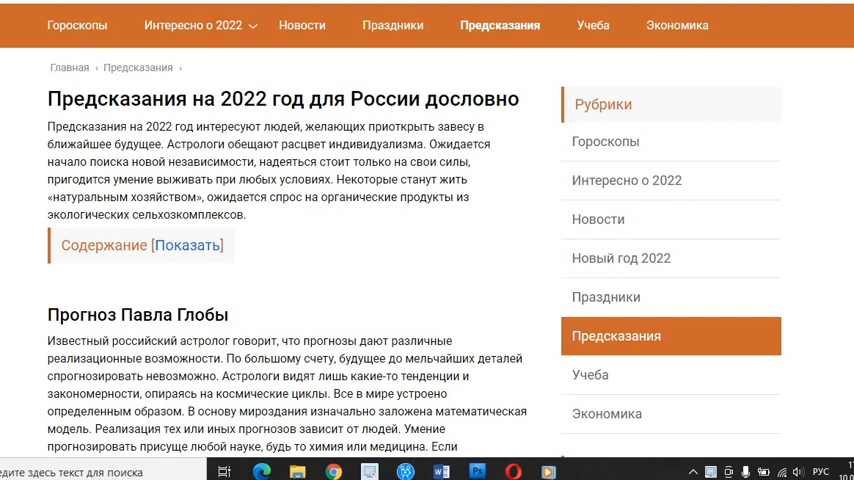 Гороскопы Интересно о 2022 Новости Праздники Предсказания Учеба Экономика
Главная › Предсказания ›
Предсказания на 2022 год для России дословно
Предсказания на 2022 год интересуют людей, желающих приоткрыть завесу в
ближайшее будущее. Астрологи обещают расцвет индивидуализма. Ожидается
начало поиска новой независимости, надеяться стоит только на свои силы,
пригодится умение выживать при любых условиях. Некоторые станут жить
«натуральным хозяйством», ожидается спрос на органические продукты из
экологических сельхозкомплексов.
Содержание [Показать]
Прогноз Павла Глобы
Известный российский астролог говорит, что прогнозы дают различные
реализационные возможности. По большому счету, будущее до мельчайших деталей
спрогнозировать невозможно. Астрологи видят лишь какие-то тенденции и
закономерности, опираясь на космические циклы. Все в мире устроено
определенным образом. В основу мироздания изначально заложена математическая
модель. Реализация тех или иных прогнозов зависит от людей. Умение
прогнозировать присуще любой науке, будь то химия или медицина. Если
Рубрики
Гороскопы
Интересно о 2022
Новости
Новый год 2022
Праздники
Предсказания
Учеба
Экономика
едите здесь текст для поиска
W Ps РУС
10.0